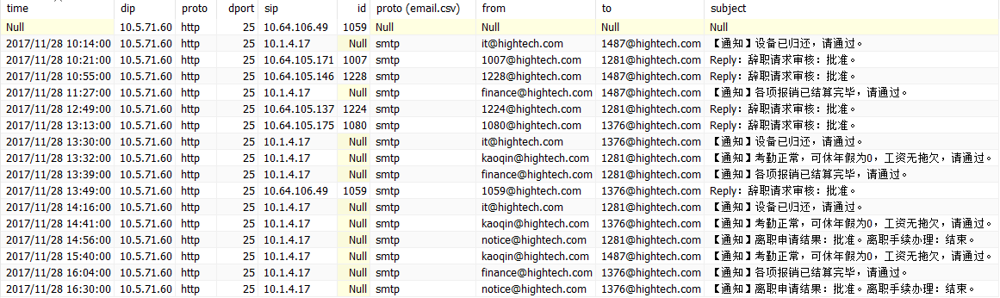 time dip proto dport sip id proto (email.csv) from to subject
Null 10.5.71.60 http 25 10.64.106.49 1059 Null Null Null Null
2017/11/28 10:14:00 10.5.71.60 http 25 10.1.4.17 Null smtp it@hightech.com 1487@hightech.com 【通知】设备已归还，请通过。
2017/11/28 10:21:00 10.5.71.60 http 25 10.64.105.171 1007 smtp 1007@hightech.com 1281@hightech.com Reply：辞职请求审核：批准。
2017/11/28 10:55:00 10.5.71.60 http 25 10.64.105.146 1228 smtp 1228@hightech.com 1487@hightech.com Reply：辞职请求审核：批准。
2017/11/28 11:27:00 10.5.71.60 http 25 10.1.4.17 Null smtp finance@hightech.com 1487@hightech.com 【通知】各项报销已结算完毕，请通过。
2017/11/28 12:49:00 10.5.71.60 http 25 10.64.105.137 1224 smtp 1224@hightech.com 1281@hightech.com Reply：辞职请求审核：批准。
2017/11/28 13:13:00 10.5.71.60 http 25 10.64.105.175 1080 smtp 1080@hightech.com 1376@hightech.com Reply：辞职请求审核：批准。
2017/11/28 13:30:00 10.5.71.60 http 25 10.1.4.17 Null smtp it@hightech.com 1376@hightech.com 【通知】设备已归还，请通过。
2017/11/28 13:32:00 10.5.71.60 http 25 10.1.4.17 Null smtp kaoqin@hightech.com 1281@hightech.com 【通知】考勤正常，可休年假为0，工资无拖欠，请通过。
2017/11/28 13:39:00 10.5.71.60 http 25 10.1.4.17 Null smtp finance@hightech.com 1281@hightech.com 【通知】各项报销已结算完毕，请通过。
2017/11/28 13:49:00 10.5.71.60 http 25 10.64.106.49 1059 smtp 1059@hightech.com 1376@hightech.com Reply：辞职请求审核：批准。
2017/11/28 14:16:00 10.5.71.60 http 25 10.1.4.17 Null smtp it@hightech.com 1281@hightech.com 【通知】设备已归还，请通过。
2017/11/28 14:41:00 10.5.71.60 http 25 10.1.4.17 Null smtp kaoqin@hightech.com 1376@hightech.com 【通知】考勤正常，可休年假为0，工资无拖欠，请通过。
2017/11/28 14:56:00 10.5.71.60 http 25 10.1.4.17 Null smtp notice@hightech.com 1281@hightech.com 【通知】离职申请结果：批准。离职手续办理：结束。
2017/11/28 15:40:00 10.5.71.60 http 25 10.1.4.17 Null smtp kaoqin@hightech.com 1487@hightech.com 【通知】考勤正常，可休年假为0，工资无拖欠，请通过。
2017/11/28 16:04:00 10.5.71.60 http 25 10.1.4.17 Null smtp finance@hightech.com 1376@hightech.com 【通知】各项报销已结算完毕，请通过。
2017/11/28 16:30:00 10.5.71.60 http 25 10.1.4.17 Null smtp notice@hightech.com 1376@hightech.com 【通知】离职申请结果：批准。离职手续办理：结束。